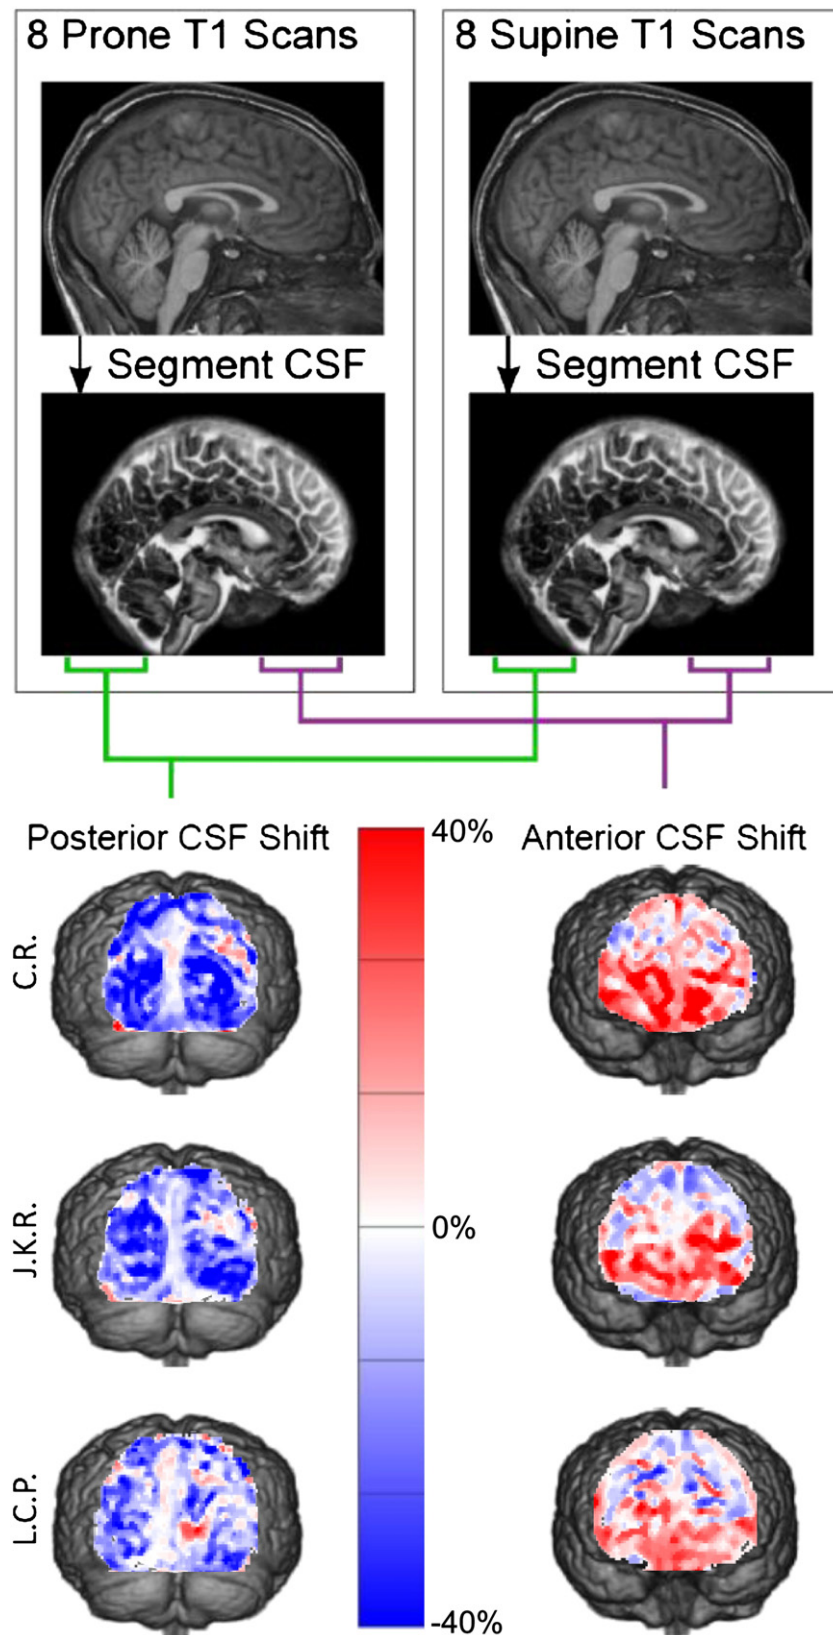 8 Prone T1 Scans
8 Supine T1 Scans
Segment CSF
Segment CSF
Posterior CSF Shift
40%
Anterior CSF Shift
C.R.
J.K.R.
0%
L.C.P.
-40%